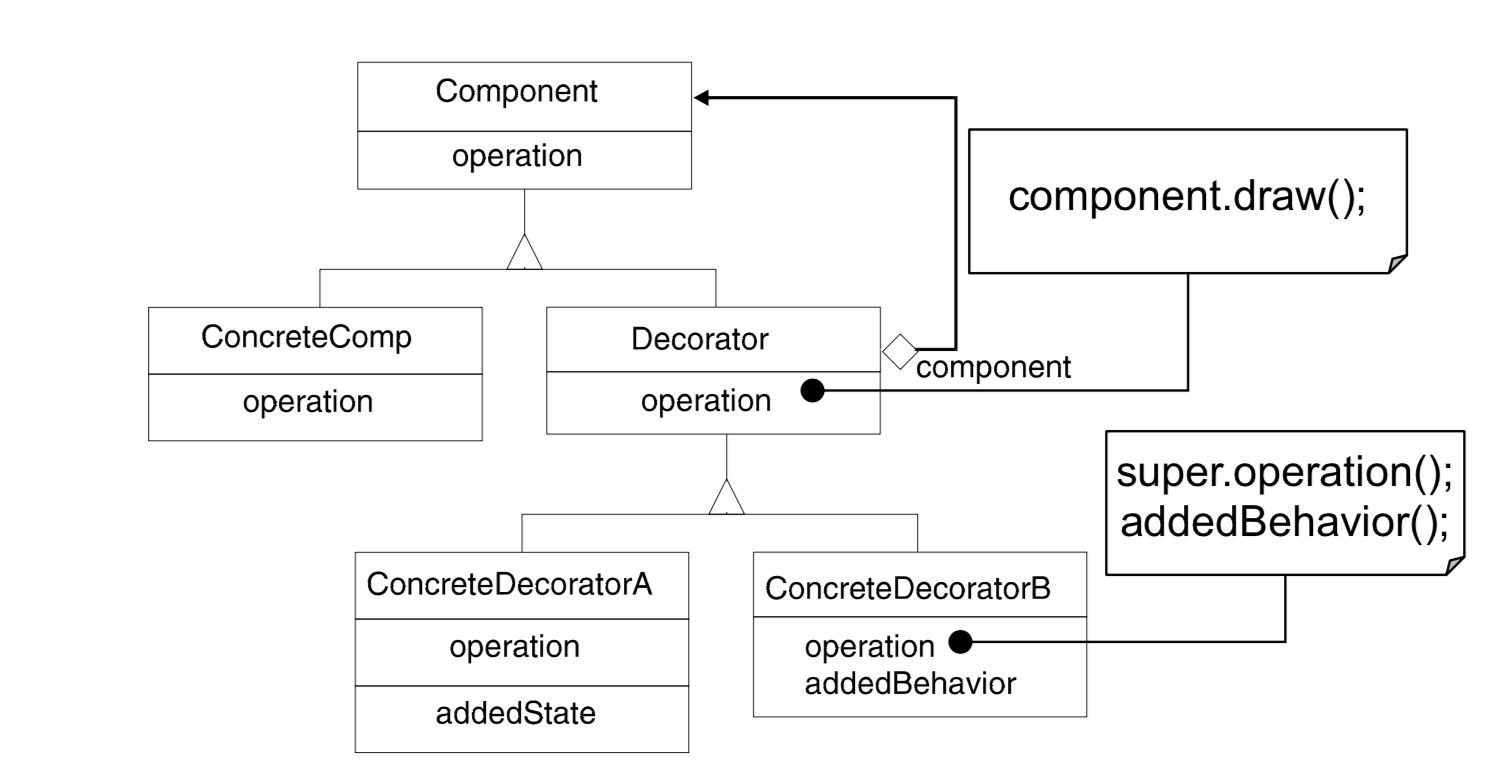 Component
operation
component.draw();
ConcreteComp
operation
Decorator
operation
component
super.operation();
addedBehavior();
ConcreteDecoratorA
operation
addedState
ConcreteDecoratorB
operation
addedBehavior